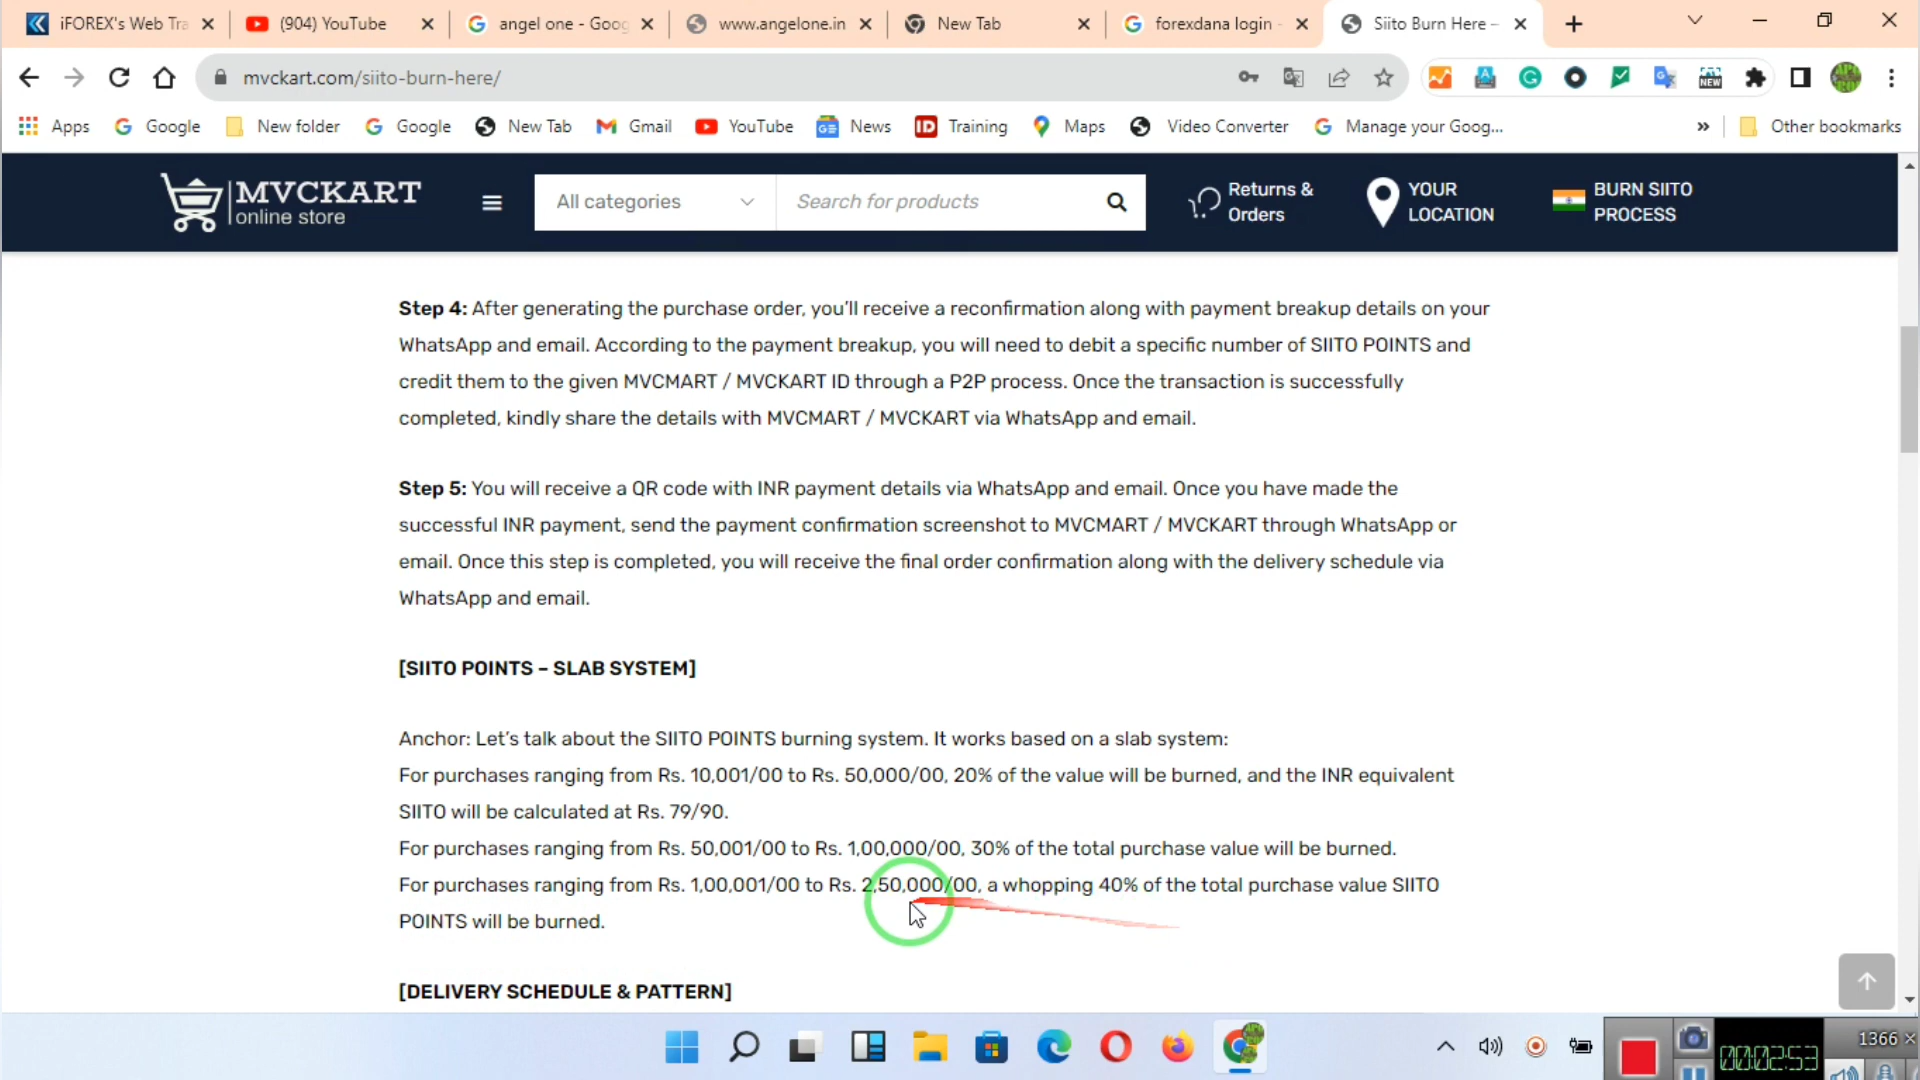 iFOREX's Web Tra
(904) YouTube
angel one - Goog
www.angelone.in
New Tab
forexdana login -
Siito Burn Here –
mvckart.com/siito-burn-here/
NEW
Apps
Google
New folder
Google
New Tab
Gmail
YouTube
News
Training
Maps
Video Converter
Manage your Goog...
Other bookmarks
MVCKART
online store
All categories
Search for products
Returns &
Orders
YOUR
LOCATION
BURN SIITO
PROCESS
Step 4: After generating the purchase order, you'll receive a reconfirmation along with payment breakup details on your
WhatsApp and email. According to the payment breakup, you will need to debit a specific number of SIITO POINTS and
credit them to the given MVCMART / MVCKART ID through a P2P process. Once the transaction is successfully
completed, kindly share the details with MVCMART / MVCKART via WhatsApp and email.
Step 5: You will receive a QR code with INR payment details via WhatsApp and email. Once you have made the
successful INR payment, send the payment confirmation screenshot to MVCMART / MVCKART through WhatsApp or
email. Once this step is completed, you will receive the final order confirmation along with the delivery schedule via
WhatsApp and email.
[SIITO POINTS – SLAB SYSTEM]
Anchor: Let's talk about the SIITO POINTS burning system. It works based on a slab system:
For purchases ranging from Rs. 10,001/00 to Rs. 50,000/00, 20% of the value will be burned, and the INR equivalent
SIITO will be calculated at Rs. 79/90.
For purchases ranging from Rs. 50,001/00 to Rs. 1,00,000/00, 30% of the total purchase value will be burned.
For purchases ranging from Rs. 1,00,001/00 to Rs. 2,50,000/00, a whopping 40% of the total purchase value SIITO
POINTS will be burned.
[DELIVERY SCHEDULE & PATTERN]
00:02:53
1366 ×